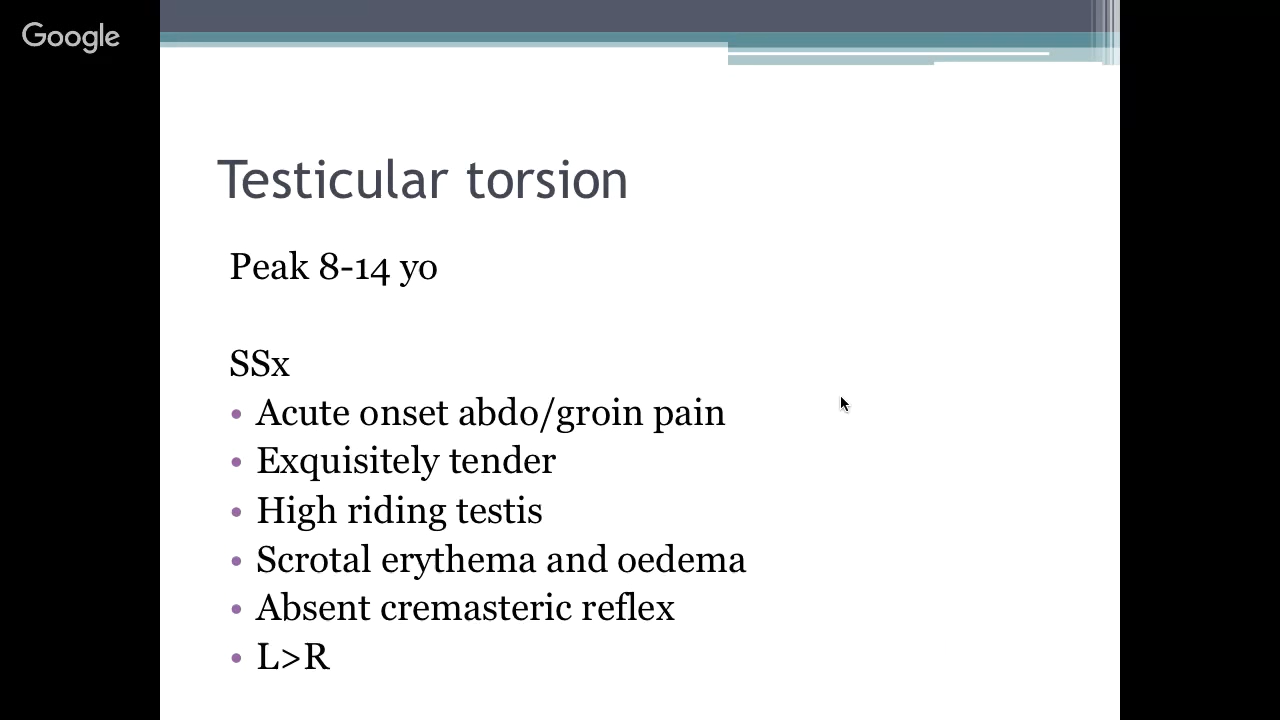 Google
Testicular torsion
Peak 8-14 yo
SSx
• Acute onset abdo/groin pain
• Exquisitely tender
• High riding testis
• Scrotal erythema and oedema
• Absent cremasteric reflex
• L>R